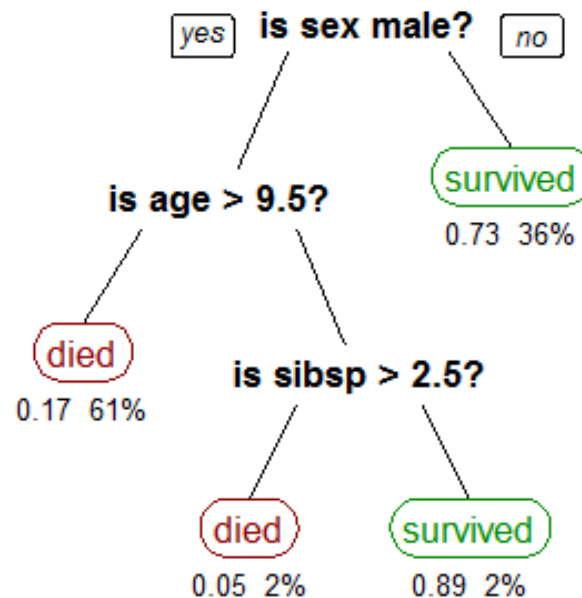 yes is sex male? no
survived
is age > 9.5?
0.73 36%
died
is sibsp > 2.5?
0.17 61%
died survived
0.05 2% 0.89 2%